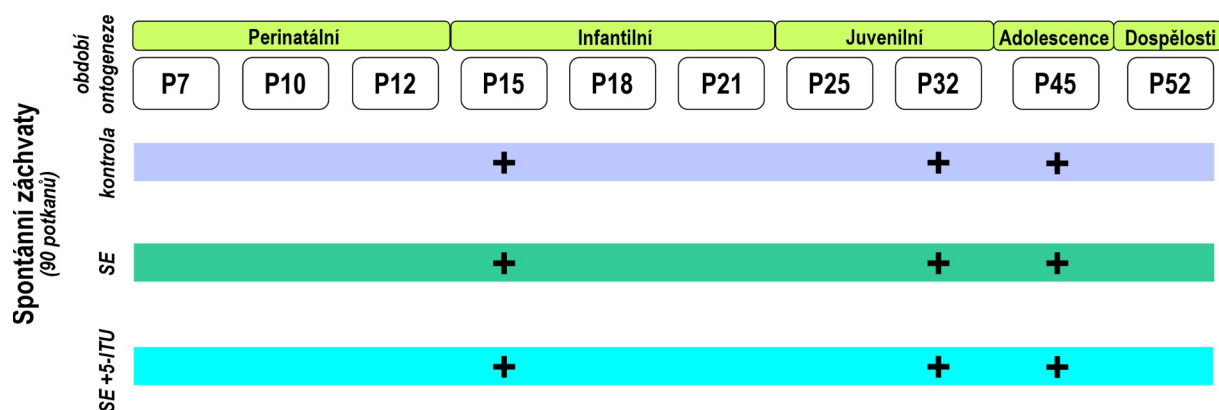 období
ontogeneze
Perinatální Infantilní Juvenilní Adolescence Dospělosti
P7 P10 P12 P15 P18 P21 P25 P32 P45 P52
Spontánní záchvaty
(90 potkanů)
kontrola
+ + +
SE
+ + +
SE +5-ITU
+ + +